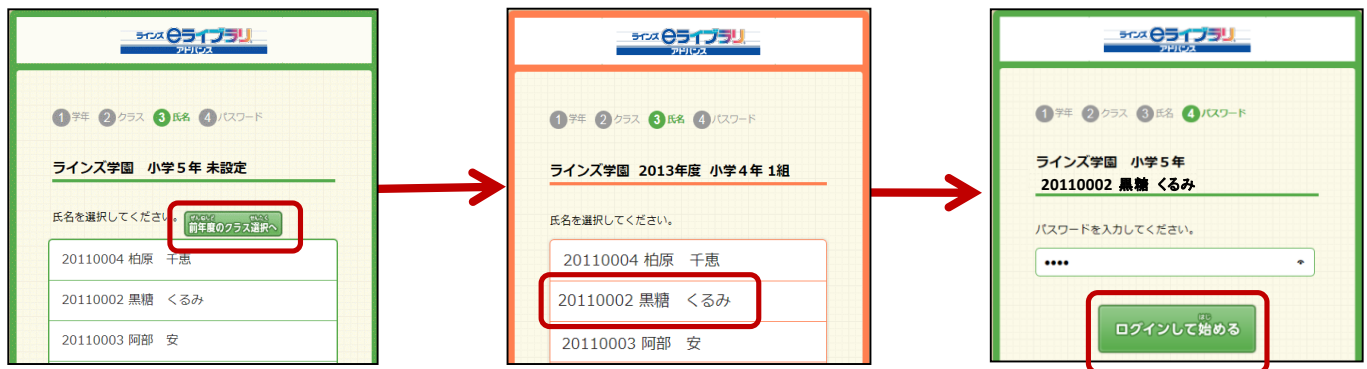 ラインズ eライブラリ
アドバンス
1 学年 2 クラス 3 氏名 4 パスワード
ラインズ学園 小学5年 未設定
氏名を選択してください。
ぜんねんど せんたく
前年度のクラス選択へ
20110004 柏原 千恵
20110002 黒糖 くるみ
20110003 阿部 安
ラインズ eライブラリ
アドバンス
1 学年 2 クラス 3 氏名 4 パスワード
ラインズ学園 2013年度 小学4年 1組
氏名を選択してください。
20110004 柏原 千恵
20110002 黒糖 くるみ
20110003 阿部 安
ラインズ eライブラリ
アドバンス
1 学年 2 クラス 3 氏名 4 パスワード
ラインズ学園 小学5年
20110002 黒糖 くるみ
パスワードを入力してください。
••••
はじ
ログインして始める